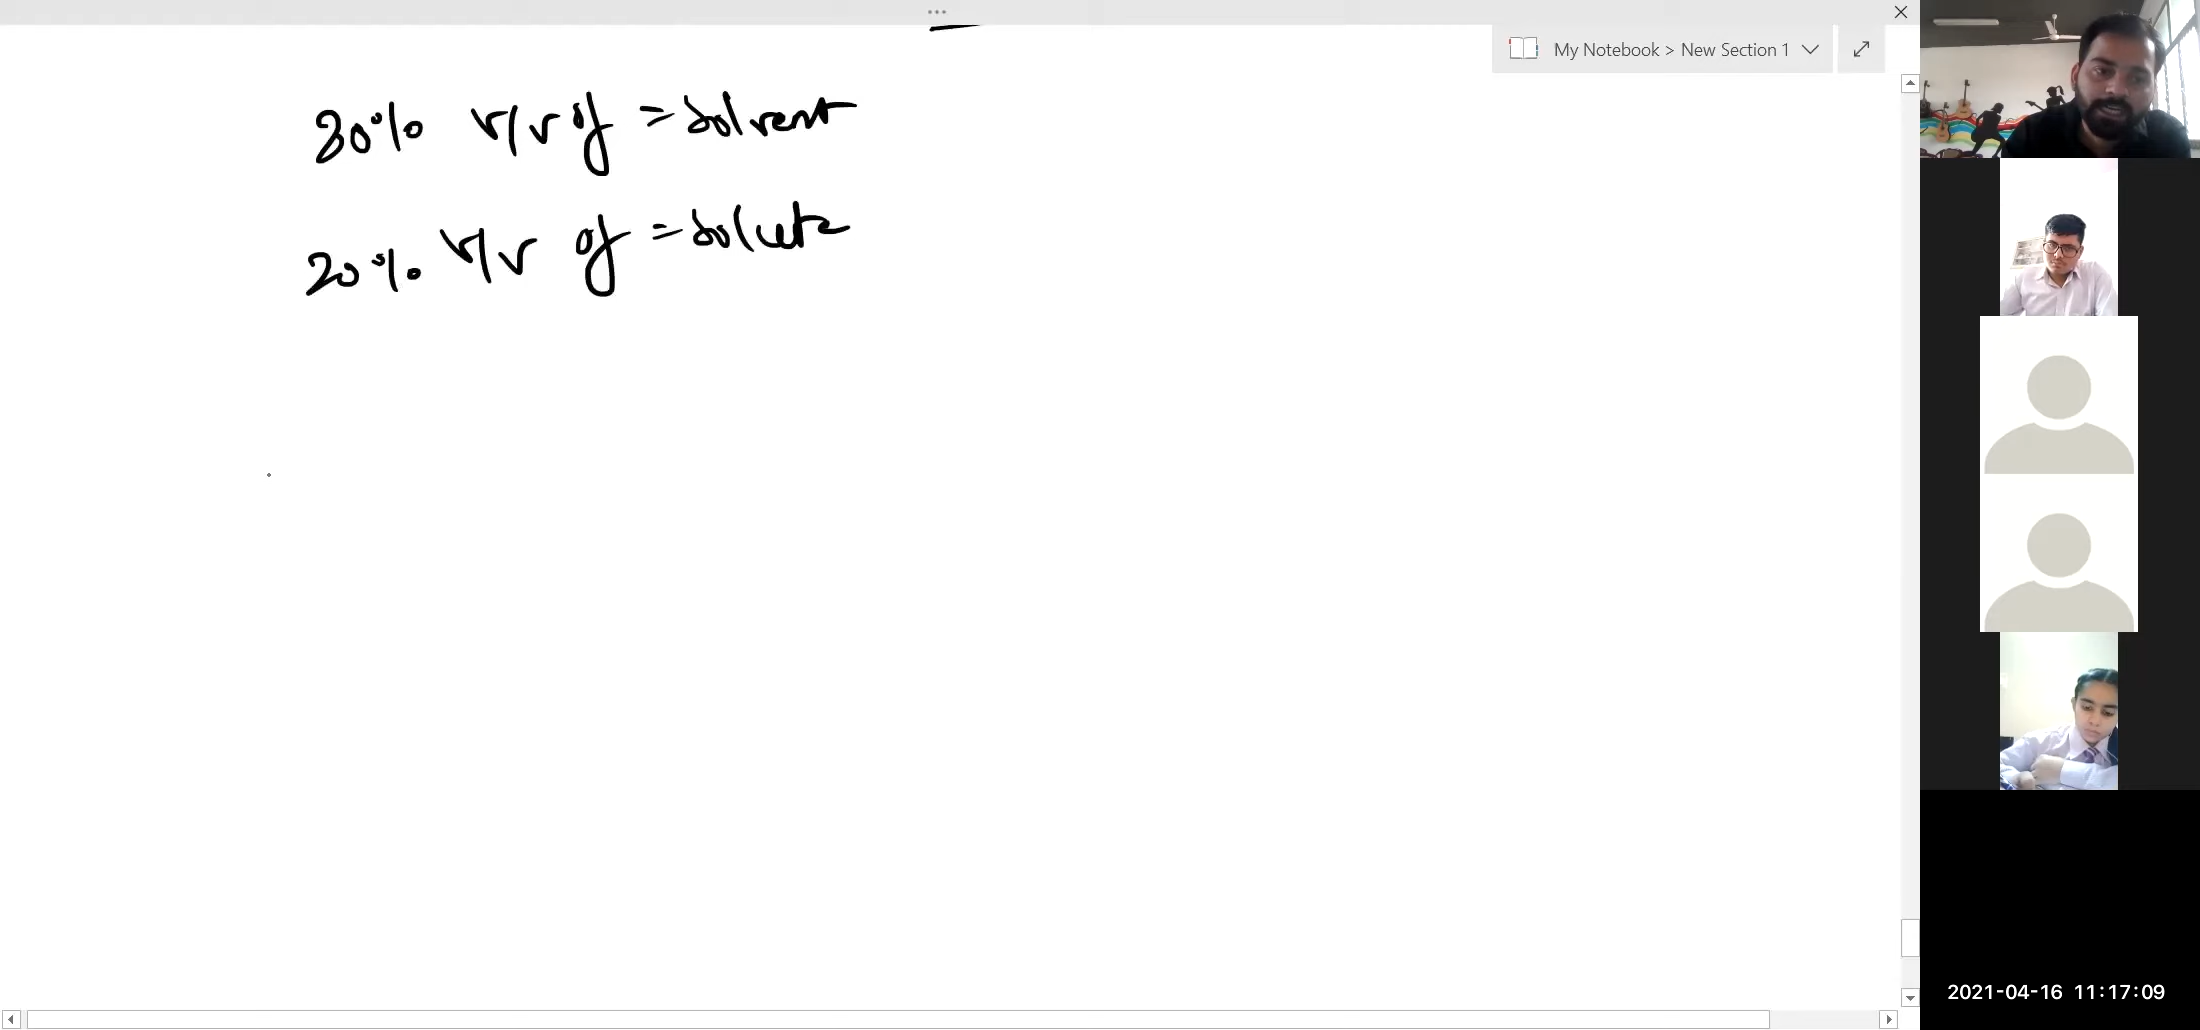 My Notebook > New Section 1
80% v/v of = solvent
20% v/v of = solute
2021-04-16 11:17:09